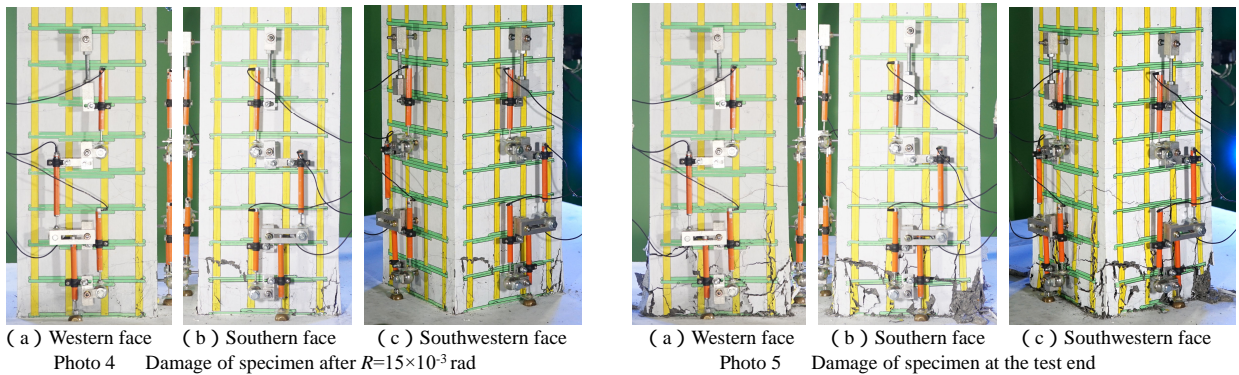 （a）Western face （b）Southern face （c）Southwestern face （a）Western face （b）Southern face （c）Southwestern face
Photo 4 Damage of specimen after R=15×10⁻³ rad Photo 5 Damage of specimen at the test end